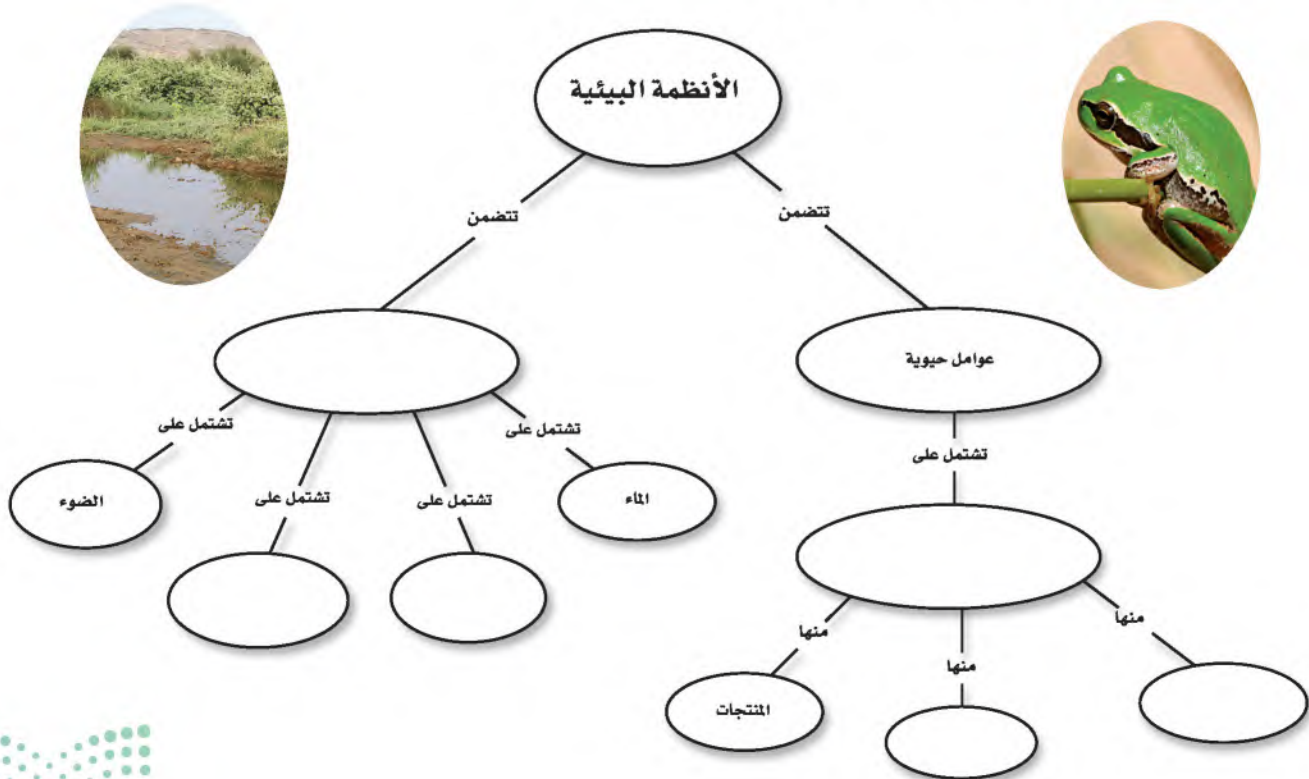 الأنظمة البيئية
تتضمن
تتضمن
عوامل حيوية
تشتمل على
تشتمل على
تشتمل على
تشتمل على
تشتمل على
الماء
الضوء
منها
منها
منها
المنتجات